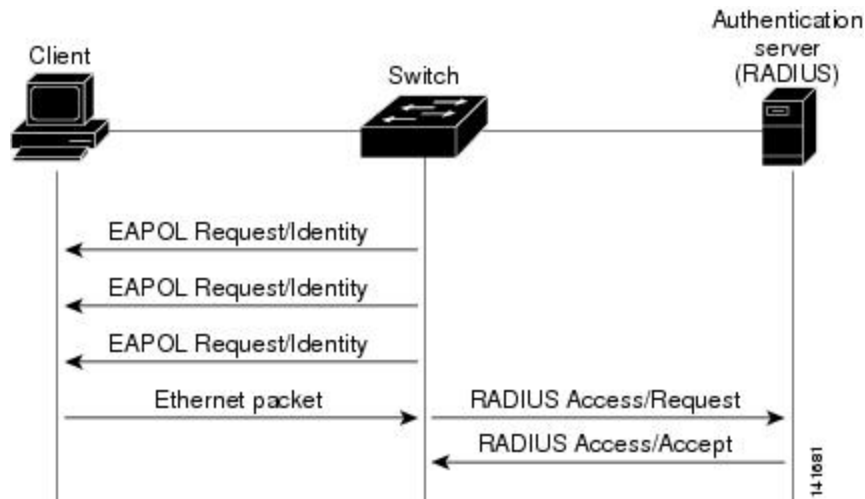 Client
Switch
Authentication
server
(RADIUS)
EAPOL Request/Identity
EAPOL Request/Identity
EAPOL Request/Identity
Ethernet packet
RADIUS Access/Request
RADIUS Access/Accept
141681